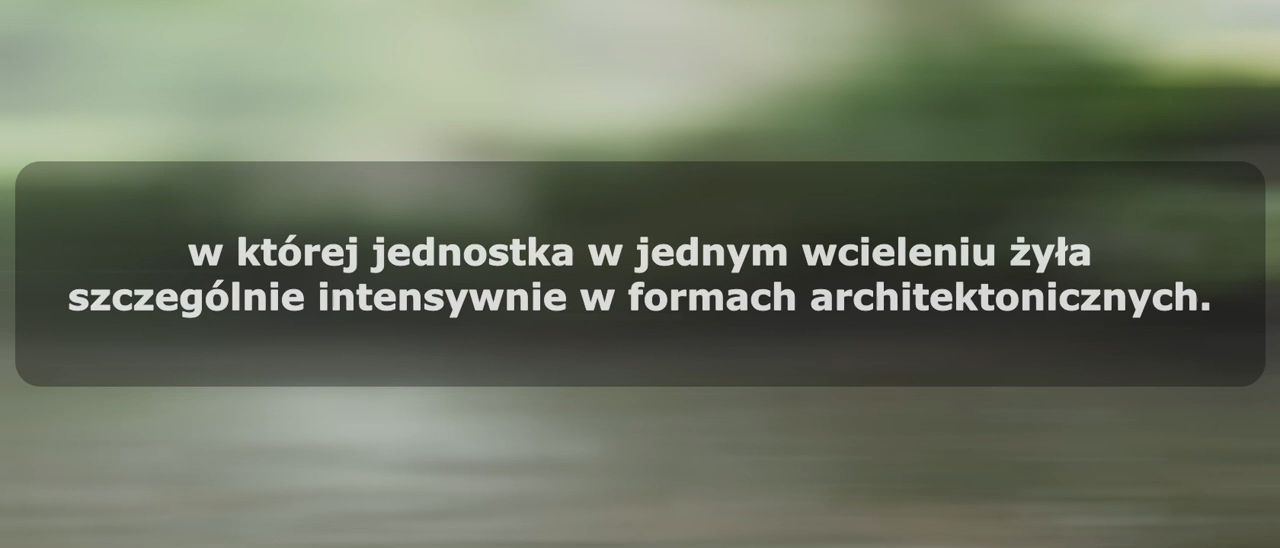 w której jednostka w jednym wcieleniu żyła
szczególnie intensywnie w formach architektonicznych.